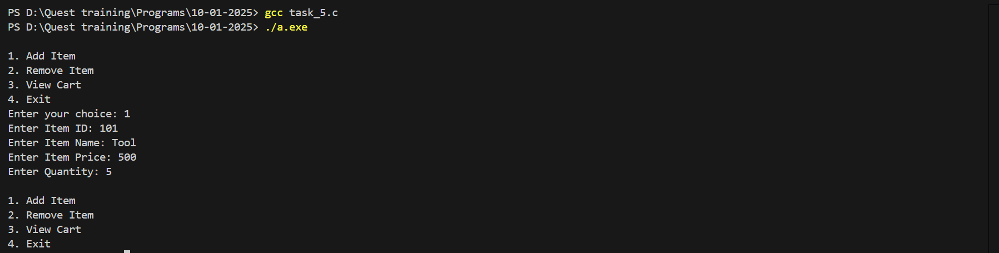 PS D:\Quest training\Programs\10-01-2025> gcc task_5.c
PS D:\Quest training\Programs\10-01-2025> ./a.exe
1. Add Item
2. Remove Item
3. View Cart
4. Exit
Enter your choice: 1
Enter Item ID: 101
Enter Item Name: Tool
Enter Item Price: 500
Enter Quantity: 5
1. Add Item
2. Remove Item
3. View Cart
4. Exit